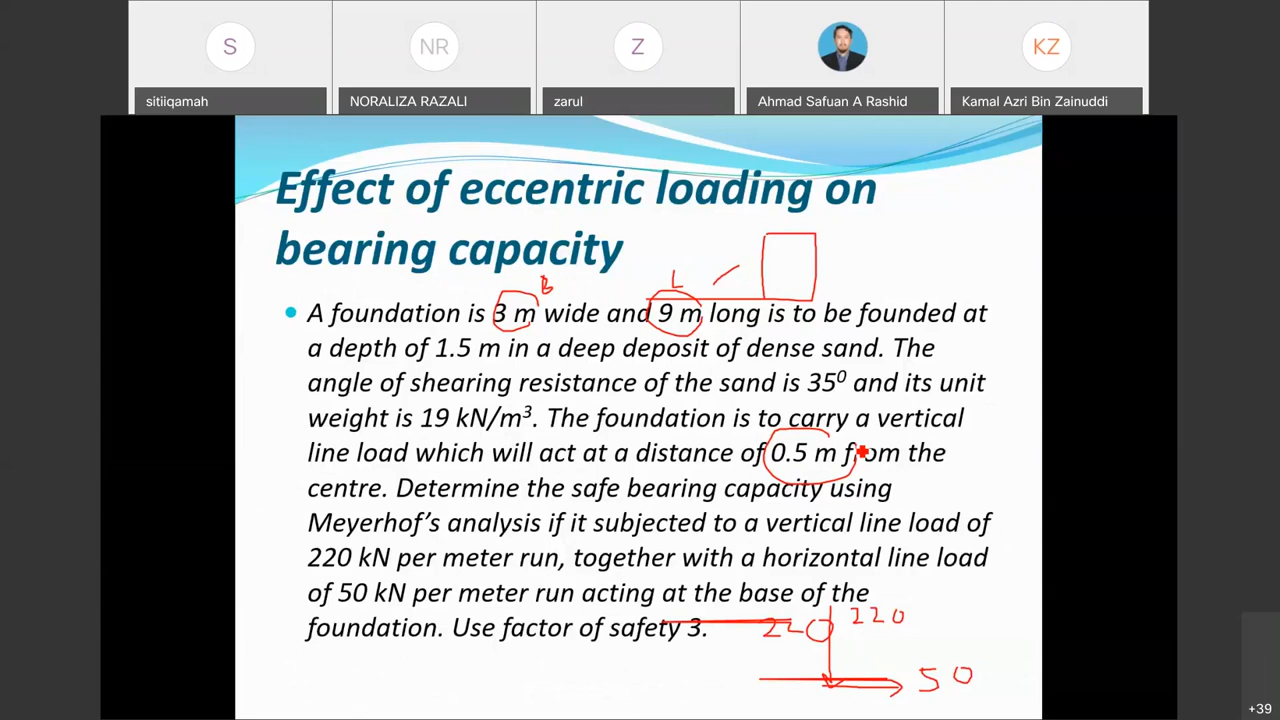 S
NR
Z
KZ
sitiiqamah
NORALIZA RAZALI
zarul
Ahmad Safuan A Rashid
Kamal Azri Bin Zainuddi
Effect of eccentric loading on
bearing capacity
B
L
• A foundation is 3 m wide and 9 m long is to be founded at
a depth of 1.5 m in a deep deposit of dense sand. The
angle of shearing resistance of the sand is 35⁰ and its unit
weight is 19 kN/m³. The foundation is to carry a vertical
line load which will act at a distance of 0.5 m from the
centre. Determine the safe bearing capacity using
Meyerhof’s analysis if it subjected to a vertical line load of
220 kN per meter run, together with a horizontal line load
of 50 kN per meter run acting at the base of the
foundation. Use factor of safety 3.
220
220
50
+39